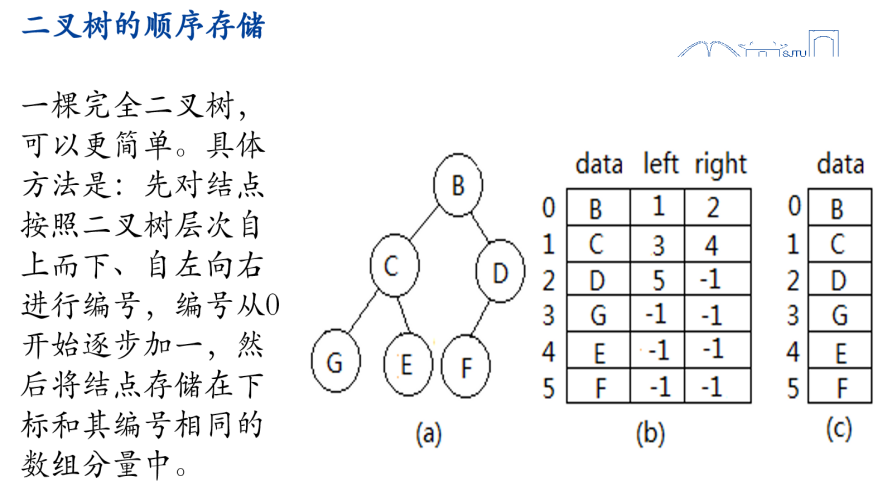 二叉树的顺序存储
SJTU
一棵完全二叉树，
可以更简单。具体
方法是：先对结点
按照二叉树层次自
上而下、自左向右
进行编号，编号从0
开始逐步加一，然
后将结点存储在下
标和其编号相同的
数组分量中。
B
C D
G E F
(a)
data left right
0 B 1 2
1 C 3 4
2 D 5 -1
3 G -1 -1
4 E -1 -1
5 F -1 -1
(b)
data
0 B
1 C
2 D
3 G
4 E
5 F
(c)